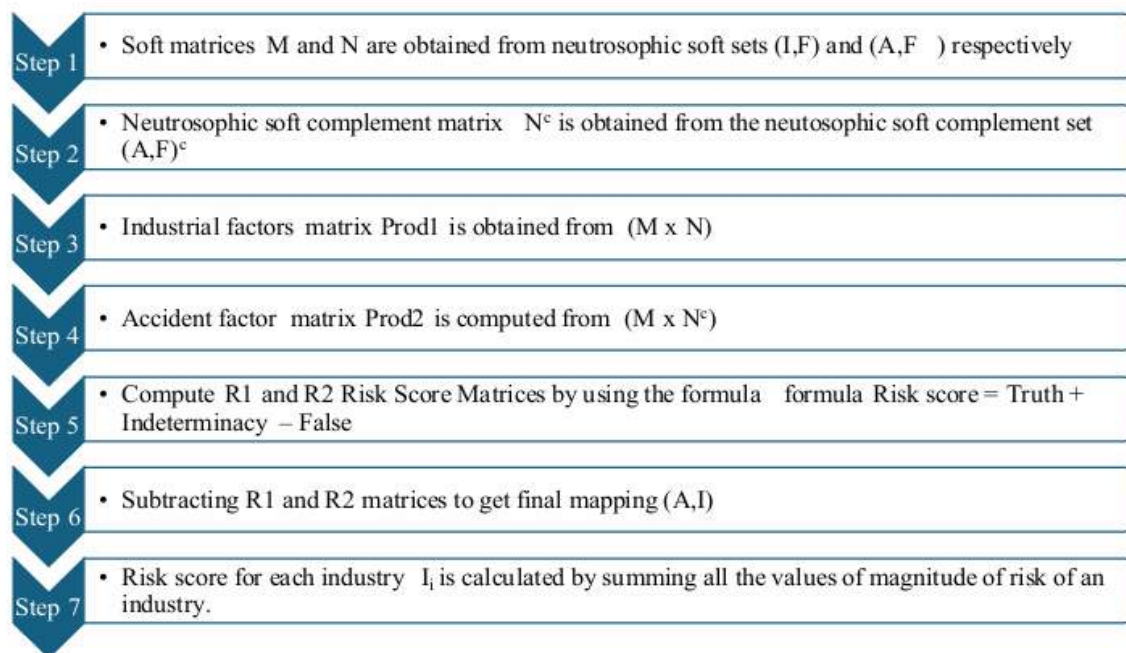 Step 1
• Soft matrices M and N are obtained from neutrosophic soft sets (I,F) and (A,F ) respectively
Step 2
• Neutrosophic soft complement matrix Nᶜ is obtained from the neutosophic soft complement set
(A,F)ᶜ
Step 3
• Industrial factors matrix Prod1 is obtained from (M x N)
Step 4
• Accident factor matrix Prod2 is computed from (M x Nᶜ)
Step 5
• Compute R1 and R2 Risk Score Matrices by using the formula formula Risk score = Truth +
Indeterminacy – False
Step 6
• Subtracting R1 and R2 matrices to get final mapping (A,I)
Step 7
• Risk score for each industry Iᵢ is calculated by summing all the values of magnitude of risk of an
industry.